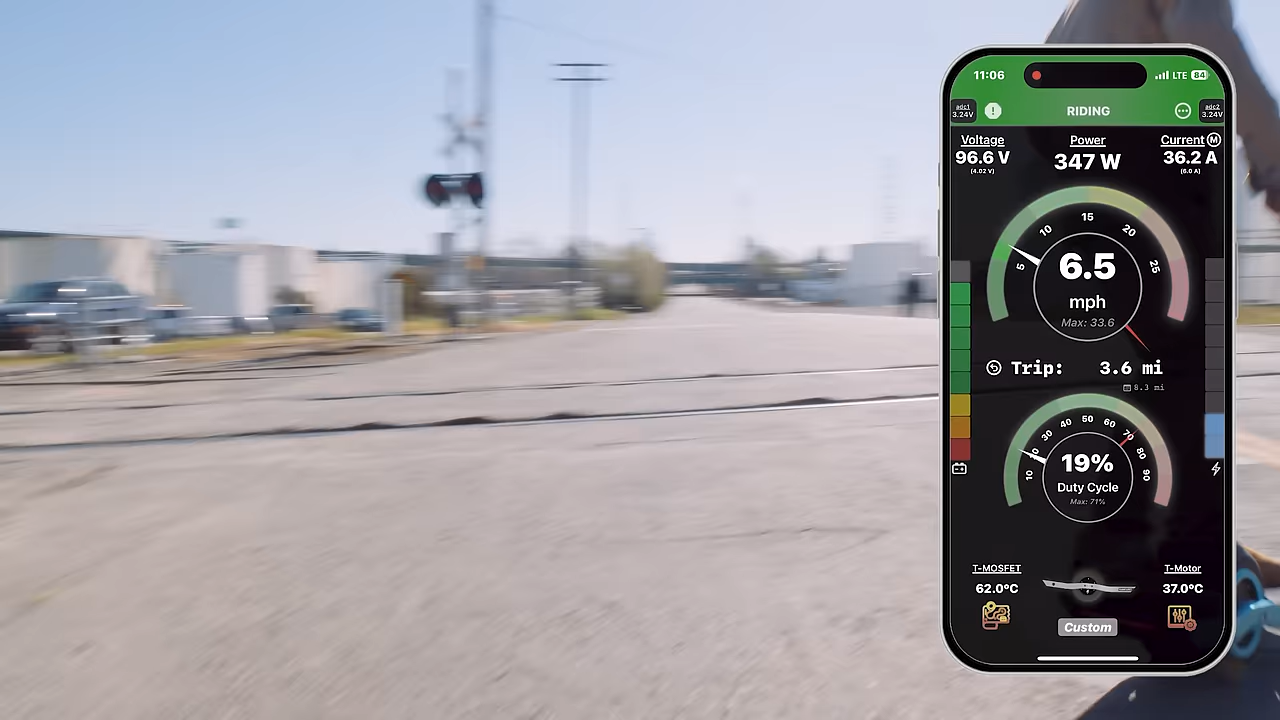 11:06
LTE 84
adc1
3.24V
RIDING
adc2
3.24V
Voltage
96.6 V
(4.02 V)
Power
347 W
Current M
36.2 A
(6.0 A)
5
10
15
20
25
6.5
mph
Max: 33.6
Trip: 3.6 mi
8.3 mi
10
20
30
40
50
60
70
80
90
19%
Duty Cycle
Max: 71%
T-MOSFET
62.0ºC
T-Motor
37.0ºC
Custom